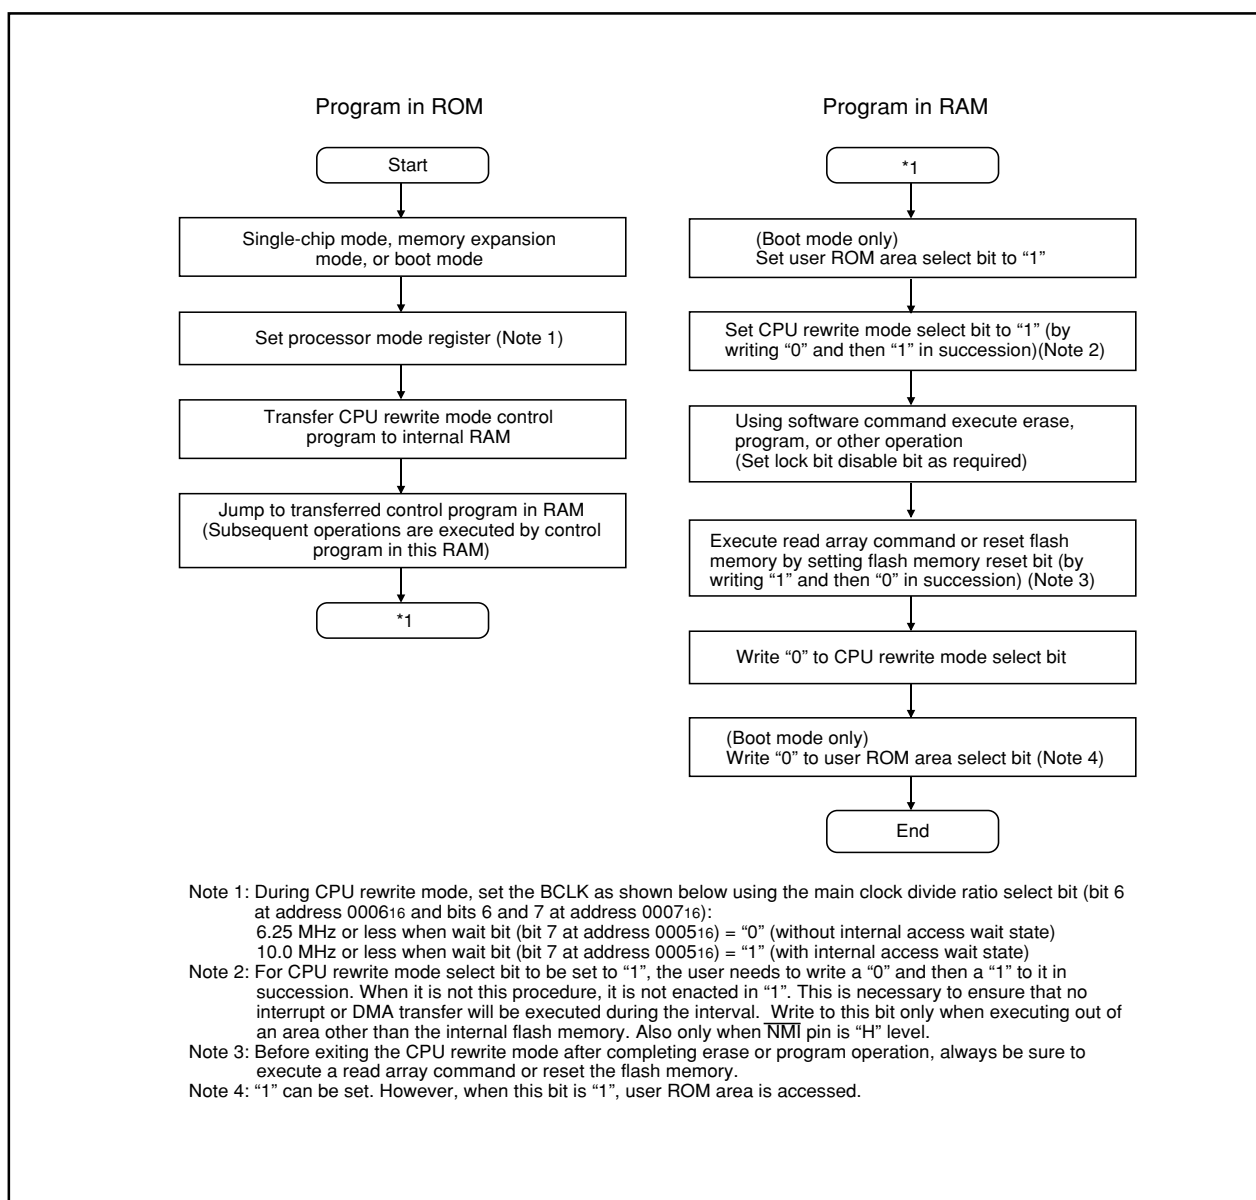 Program in ROM
Start
Single-chip mode, memory expansion
mode, or boot mode
Set processor mode register (Note 1)
Transfer CPU rewrite mode control
program to internal RAM
Jump to transferred control program in RAM
(Subsequent operations are executed by control
program in this RAM)
*1
Program in RAM
*1
(Boot mode only)
Set user ROM area select bit to “1”
Set CPU rewrite mode select bit to “1” (by
writing “0” and then “1” in succession)(Note 2)
Using software command execute erase,
program, or other operation
(Set lock bit disable bit as required)
Execute read array command or reset flash
memory by setting flash memory reset bit (by
writing “1” and then “0” in succession) (Note 3)
Write “0” to CPU rewrite mode select bit
(Boot mode only)
Write “0” to user ROM area select bit (Note 4)
End
Note 1: During CPU rewrite mode, set the BCLK as shown below using the main clock divide ratio select bit (bit 6
at address 000616 and bits 6 and 7 at address 000716):
6.25 MHz or less when wait bit (bit 7 at address 000516) = “0” (without internal access wait state)
10.0 MHz or less when wait bit (bit 7 at address 000516) = “1” (with internal access wait state)
Note 2: For CPU rewrite mode select bit to be set to “1”, the user needs to write a “0” and then a “1” to it in
succession. When it is not this procedure, it is not enacted in “1”. This is necessary to ensure that no
interrupt or DMA transfer will be executed during the interval. Write to this bit only when executing out of
an area other than the internal flash memory. Also only when NMI pin is “H” level.
Note 3: Before exiting the CPU rewrite mode after completing erase or program operation, always be sure to
execute a read array command or reset the flash memory.
Note 4: “1” can be set. However, when this bit is “1”, user ROM area is accessed.